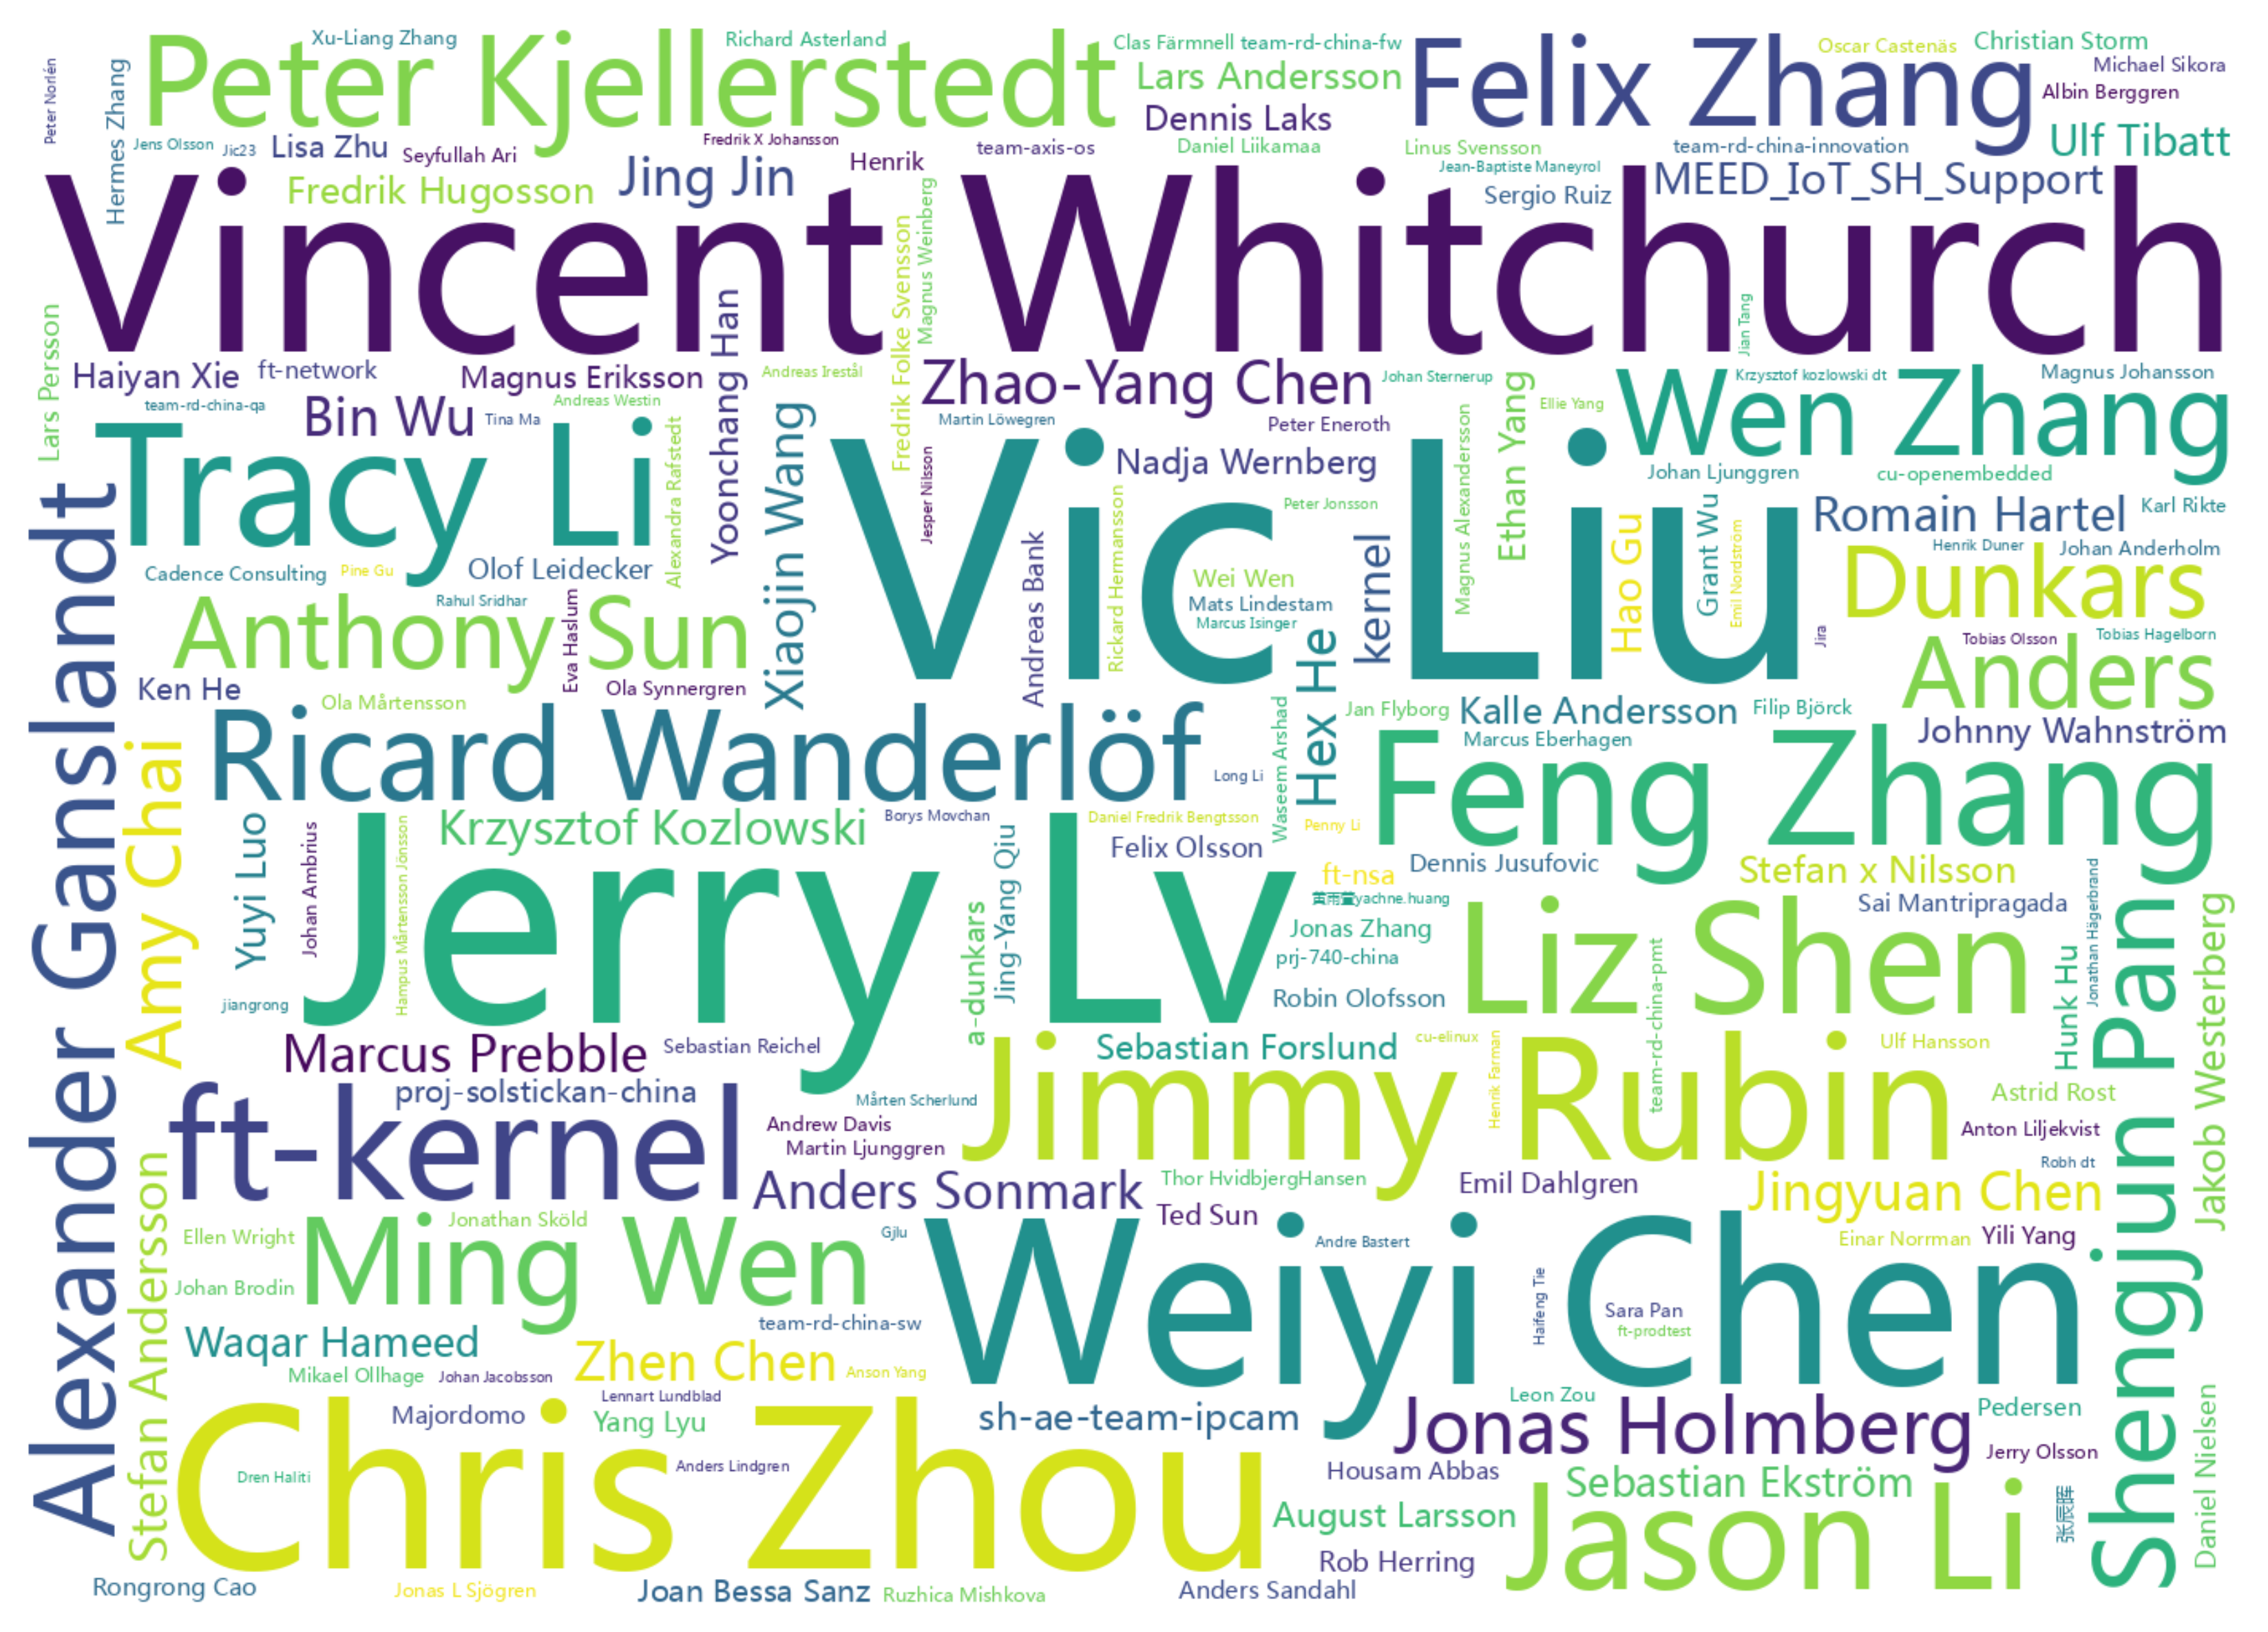 Xu-Liang Zhang
Richard Asterland
Clas Färmnell
team-rd-china-fw
Oscar Castenäs
Christian Storm
Peter Norlén
Hermes Zhang
Peter Kjellerstedt
Lars Andersson
Felix Zhang
Michael Sikora
Albin Berggren
Dennis Laks
Jens Olsson
Jic23
Lisa Zhu
Seyfullah Ari
Fredrik X Johansson
Henrik
team-axis-os
Daniel Liikamaa
Linus Svensson
team-rd-china-innovation
Ulf Tibatt
Jean-Baptiste Maneyrol
Fredrik Hugosson
Jing Jin
Sergio Ruiz
MEED_IoT_SH_Support
Vincent Whitchurch
Magnus Weinberg
Fredrik Folke Svensson
Yoonchang Han
Jian Tang
Lars Persson
Haiyan Xie
ft-network
Magnus Eriksson
Andreas Irestål
Zhao-Yang Chen
Johan Sternerup
Krzysztof kozlowski dt
Magnus Johansson
team-rd-china-qa
Bin Wu
Tina Ma
Andreas Westin
Martin Löwegren
Peter Eneroth
Ellie Yang
Wen Zhang
Tracy Li
Alexandra Rafstedt
Xiaojin Wang
Jesper Nilsson
Vic Liu
Nadja Wernberg
Magnus Alexandersson
Ethan Yang
Johan Ljunggren
cu-openembedded
Peter Jonsson
Rickard Hermansson
Andreas Bank
kernel
Hao Gu
Grant Wu
Emil Nordström
Romain Hartel
Karl Rikte
Henrik Duner
Johan Anderholm
Cadence Consulting
Pine Gu
Olof Leidecker
Wei Wen
Mats Lindestam
Marcus Isinger
Dunkars
Rahul Sridhar
Anthony Sun
Eva Haslum
Hex He
Jira
Tobias Olsson
Tobias Hagelborn
Anders
Ken He
Ola Mårtensson
Ola Synnergren
Waseem Arshad
Jan Flyborg
Kalle Andersson
Filip Björck
Johnny Wahnström
Alexander Ganslandt
Amy Chai
Ricard Wanderlöf
Long Li
Marcus Eberhagen
Feng Zhang
Krzysztof Kozlowski
Borys Movchan
Daniel Fredrik Bengtsson
Penny Li
Yuyi Luo
Johan Ambrius
Hampus Mårtensson Jönsson
Jerry Lv
Jing-Yang Qiu
Felix Olsson
ft-nsa
Dennis Jusufovic
Stefan x Nilsson
黄雨萱yachne.huang
Sai Mantripragada
Jonathan Hägerbrand
Jonas Zhang
prj-740-china
Robin Olofsson
Liz Shen
Hunk Hu
Shengjun Pang
Jakob Westerberg
jiangrong
a-dunkars
team-rd-china-pmt
Marcus Prebble
Sebastian Reichel
Sebastian Forslund
cu-elinux
Henrik Farman
Ulf Hansson
Jimmy Rubin
ft-kernel
proj-solstickan-china
Mårten Scherlund
Andrew Davis
Martin Ljunggren
Astrid Rost
Anton Liljekvist
Robh dt
Stefan Andersson
Anders Sonmark
Thor HvidbjergHansen
Emil Dahlgren
Jingyuan Chen
Ted Sun
Jonathan Sköld
Ellen Wright
Gjlu
Andre Bastert
Einar Norrman
Yili Yang
Johan Brodin
Ming Wen
Weiyi Chen
Haifeng Tie
Sara Pan
ft-prodtest
team-rd-china-sw
Waqar Hameed
Zhen Chen
Anson Yang
Mikael Ollhage
Johan Jacobsson
Lennart Lundblad
Leon Zou
Majordomo
Yang Lyu
sh-ae-team-ipcam
Jonas Holmberg
Pedersen
Jerry Olsson
Daniel Nielsen
Chris Zhou
Dren Haliti
Anders Lindgren
Housam Abbas
Sebastian Ekström
张辰晖
August Larsson
Jason Li
Rob Herring
Rongrong Cao
Jonas L Sjögren
Joan Bessa Sanz
Ruzhica Mishkova
Anders Sandahl